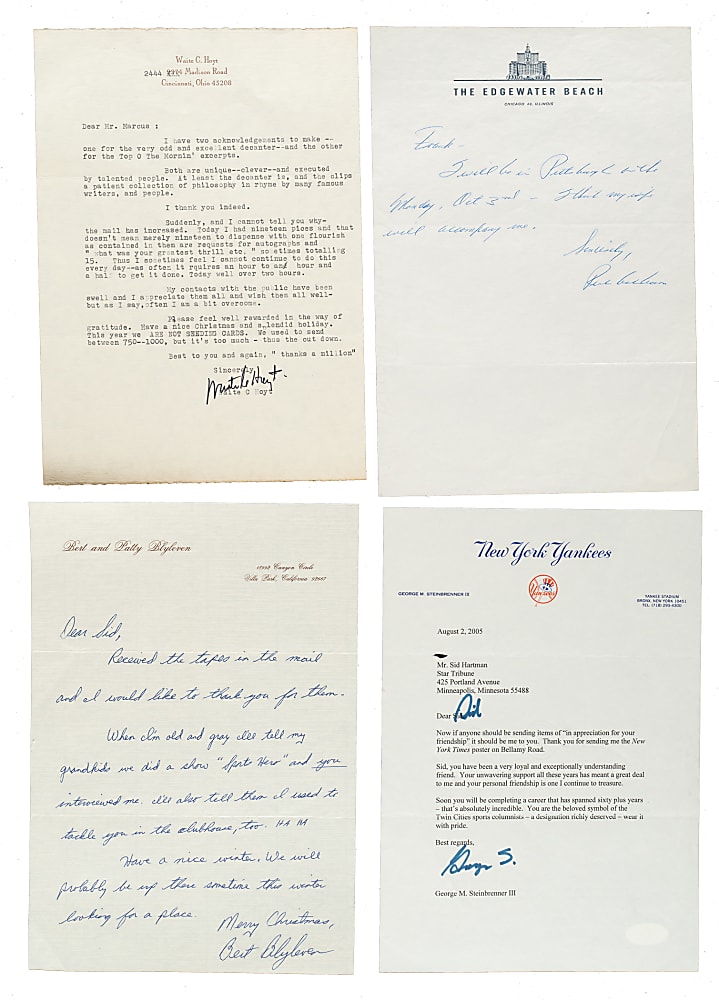 Waite G. Hoyt
2444 Madison Road
Cincinnati, Ohio 45208
Dear Mr. Marcus :
I have two acknowledgements to make --
one for the very odd and excellent decanter--and the other
for the Top O The Mornin' excerpts.
Both are unique--clever--and executed
by talented people. At least the decanter is, and the clips
a patient collection of philosophy in rhyme by many famous
writers, and people.
I thank you indeed.
Suddenly, and I cannot tell you why-
the mail has increased. Today I had nineteen pices and that
doesn't mean merely nineteen to dispense with one flourish
as contained in them are requests for autographs and
" what was your greatest thrill etc, " sometimes totalling
15. Thus I sometimes feel I cannot continue to do this
every day--as often it rquires an hour to and hour and
a half to get it done. Today well over two hours.
My contacts with the public have been
swell and I appreciate them all and wish them all well-
but as I say, often I am a bit overcome.
Please feel well rewarded in the way of
gratitude. Have a nice Christmas and splendid holiday.
This year we ARE NOT SEEDING CARDS. We used to send
between 750--1000, but it's too much - thus the cut down.
Best to you and again, " thanks a million"
Sincerely
Waite C Hoyt
Waite C Hoyt
THE EDGEWATER BEACH
CHICAGO 40, ILLINOIS
Frank -
I will be in Pittsburgh on the
Monday, Oct 3rd - I think my wife
will accompany me.
Sincerely,
Bert and Patty Blyleven
Canyon Circle
Villa Park, California 92667
Dear Sid,
Received the tapes in the mail
and I would like to thank you for them.
When I'm old and gray I'll tell my
grandkids we did a show "Sports Hero" and you
interviewed me. I'll also tell them I used to
tackle you in the clubhouse, too. HA HA
Have a nice winter. We will
probably be up there sometime this winter
looking for a place.
Merry Christmas,
Bert Blyleven
New York Yankees
Yankees
GEORGE M. STEINBRENNER III
YANKEE STADIUM
BRONX, NEW YORK 10451
TEL. (718) 293-4300
August 2, 2005
Mr. Sid Hartman
Star Tribune
425 Portland Avenue
Minneapolis, Minnesota 55488
Dear Sid
Now if anyone should be sending items of "in appreciation for your
friendship" it should be me to you. Thank you for sending me the New
York Times poster on Bellamy Road.
Sid, you have been a very loyal and exceptionally understanding
friend. Your unwavering support all these years has meant a great deal
to me and your personal friendship is one I continue to treasure.
Soon you will be completing a career that has spanned sixty plus years
– that's absolutely incredible. You are the beloved symbol of the
Twin Cities sports columnists – a designation richly deserved – wear it
with pride.
Best regards,
George S.
George M. Steinbrenner III